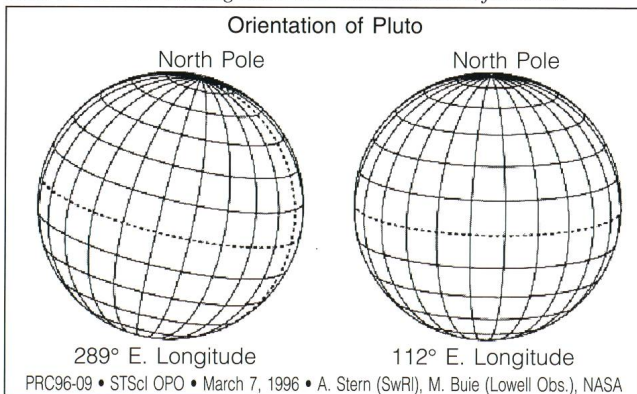 Orientation of Pluto
North Pole
North Pole
289° E. Longitude
112° E. Longitude
PRC96-09 • STScI OPO • March 7, 1996 • A. Stern (SwRI), M. Buie (Lowell Obs.), NASA